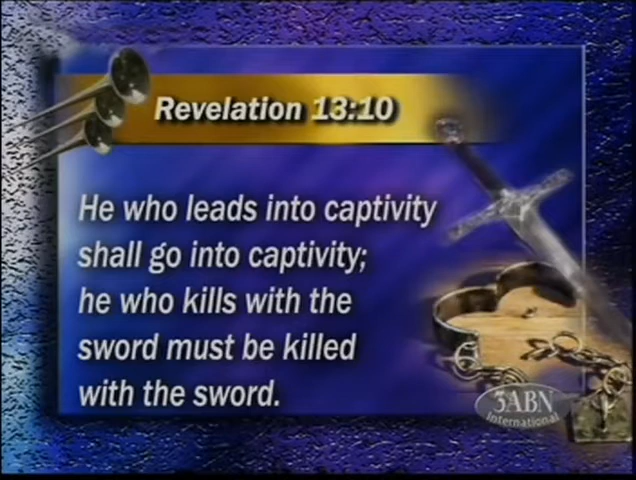 Revelation 13:10
He who leads into captivity
shall go into captivity;
he who kills with the
sword must be killed
with the sword.
3ABN
International